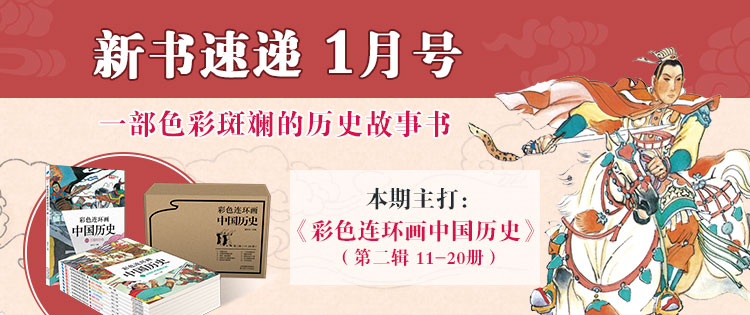 新书速递 1月号
一部色彩斑斓的历史故事书
本期主打：
《彩色连环画中国历史》
（第二辑 11-20册）
彩色连环画
中国历史
彩色连环画
中国历史
彩色连环画
中国历史